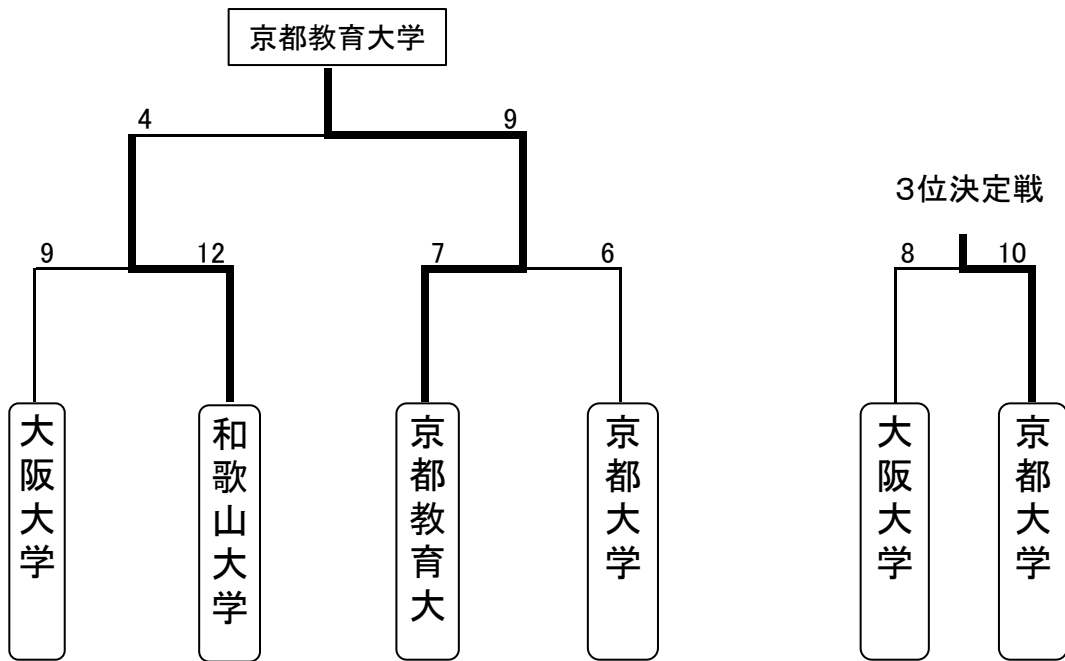 京都教育大学
4
9
3位決定戦
9
12
7
6
8
10
大阪大学
和歌山大学
京都教育大
京都大学
大阪大学
京都大学